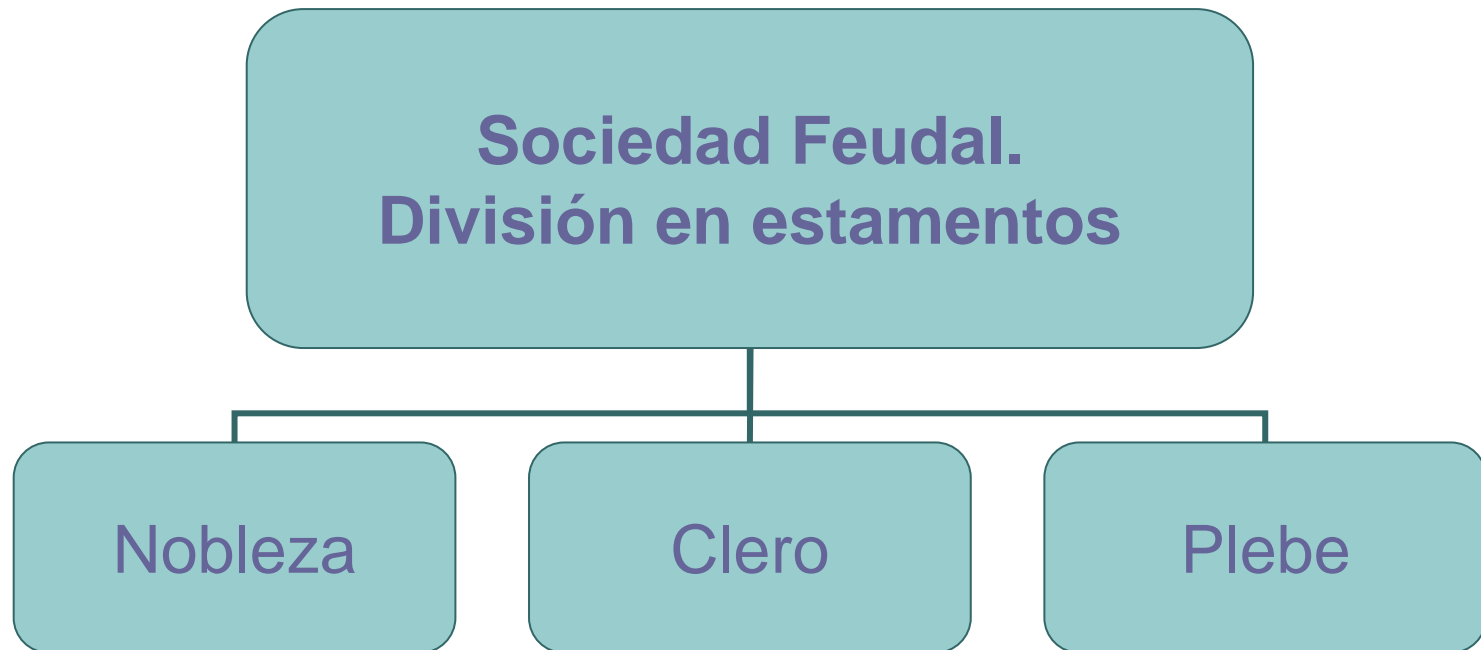 Sociedad Feudal.
División en estamentos
Nobleza
Clero
Plebe